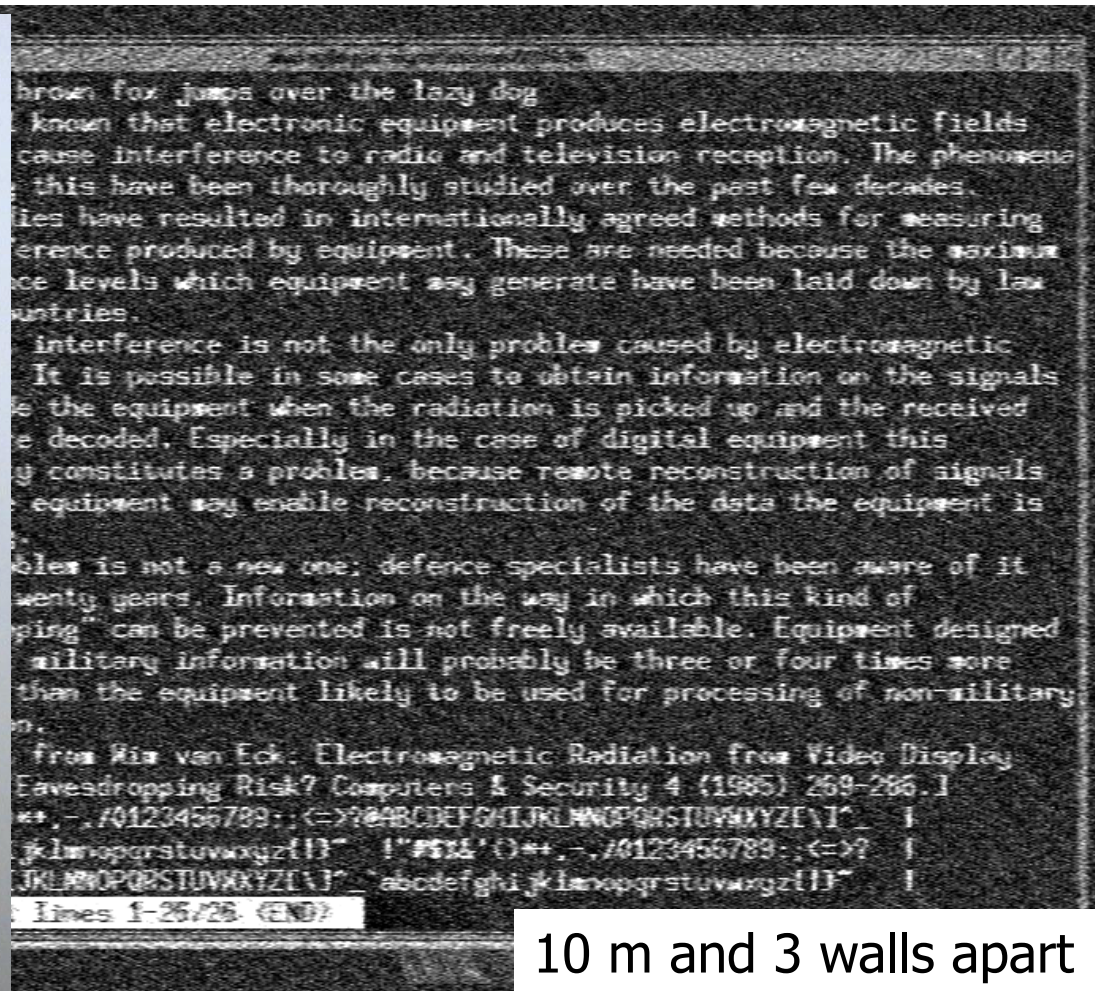 brown fox jumps over the lazy dog
known that electronic equipment produces electromagnetic fields
cause interference to radio and television reception. The phenomena
this have been thoroughly studied over the past few decades.
ies have resulted in internationally agreed methods for measuring
erence produced by equipment. These are needed because the maximum
ce levels which equipment may generate have been laid down by law
untries.
interference is not the only problem caused by electromagnetic
It is possible in some cases to obtain information on the signals
the equipment when the radiation is picked up and the received
e decoded. Especially in the case of digital equipment this
y constitutes a problem, because remote reconstruction of signals
equipment may enable reconstruction of the data the equipment is
blem is not a new one; defence specialists have been aware of it
wenty years. Information on the way in which this kind of
ping" can be prevented is not freely available. Equipment designed
military information will probably be three or four times more
than the equipment likely to be used for processing of non-military
n.
from Wim van Eck: Electromagnetic Radiation from Video Display
Eavesdropping Risk? Computers & Security 4 (1985) 269-286.]
*+,-./0123456789:;<=>?@ABCDEFGHIJKLMNOPQRSTUVWXYZ[\]^_ |
jklmnopqrstuvwxyz{|}~ !"#$%&'()*+,-./0123456789:;<=>? |
JKLMNOPQRSTUVWXYZ[\]^_`abcdefghijklmnopqrstuvwxyz{|}~ |
lines 1-26/26 (END)
10 m and 3 walls apart